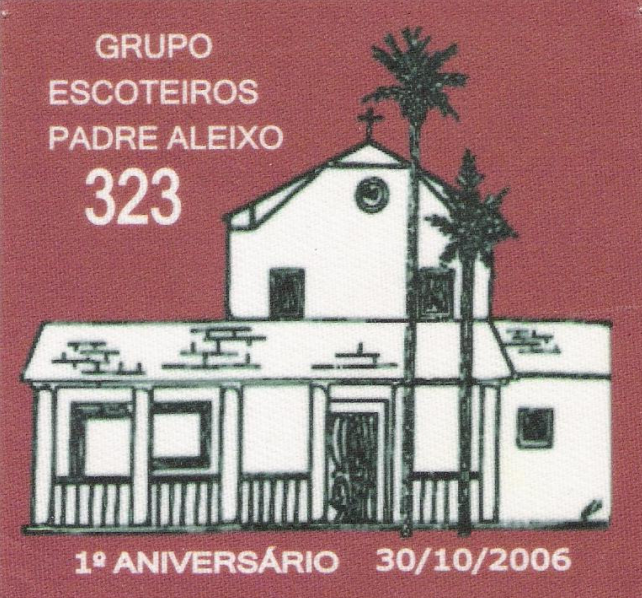 GRUPO
ESCOTEIROS
PADRE ALEIXO
323
1º ANIVERSÁRIO 30/10/2006